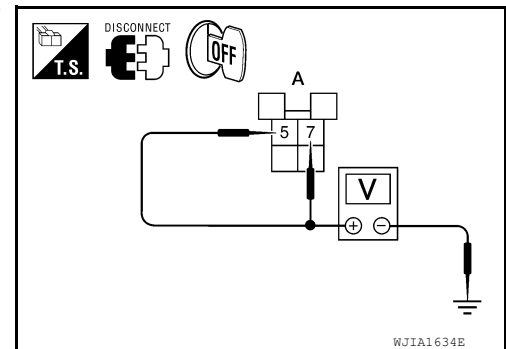 DISCONNECT
T.S.
OFF
A
5 7
V
+ −
WJIA1634E